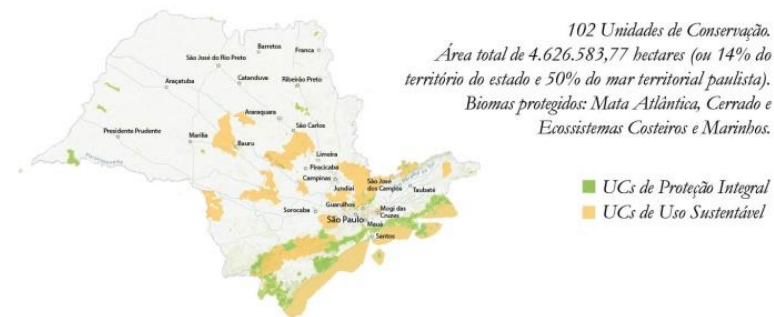 102 Unidades de Conservação.
Área total de 4.626.583,77 hectares (ou 14% do
território do estado e 50% do mar territorial paulista).
Biomas protegidos: Mata Atlântica, Cerrado e
Ecossistemas Costeiros e Marinhos.
UCs de Proteção Integral
UCs de Uso Sustentável
Barretos
Franca
São José do Rio Preto
Catanduva
Ribeirão Preto
Araçatuba
Araraquara
São Carlos
Presidente Prudente
Marília
Bauru
Limeira
Piracicaba
Campinas
Jundiaí
São José
dos Campos
Taubaté
Sorocaba
Guarulhos
Mogi das
Cruzes
São Paulo
Mauá
Santos